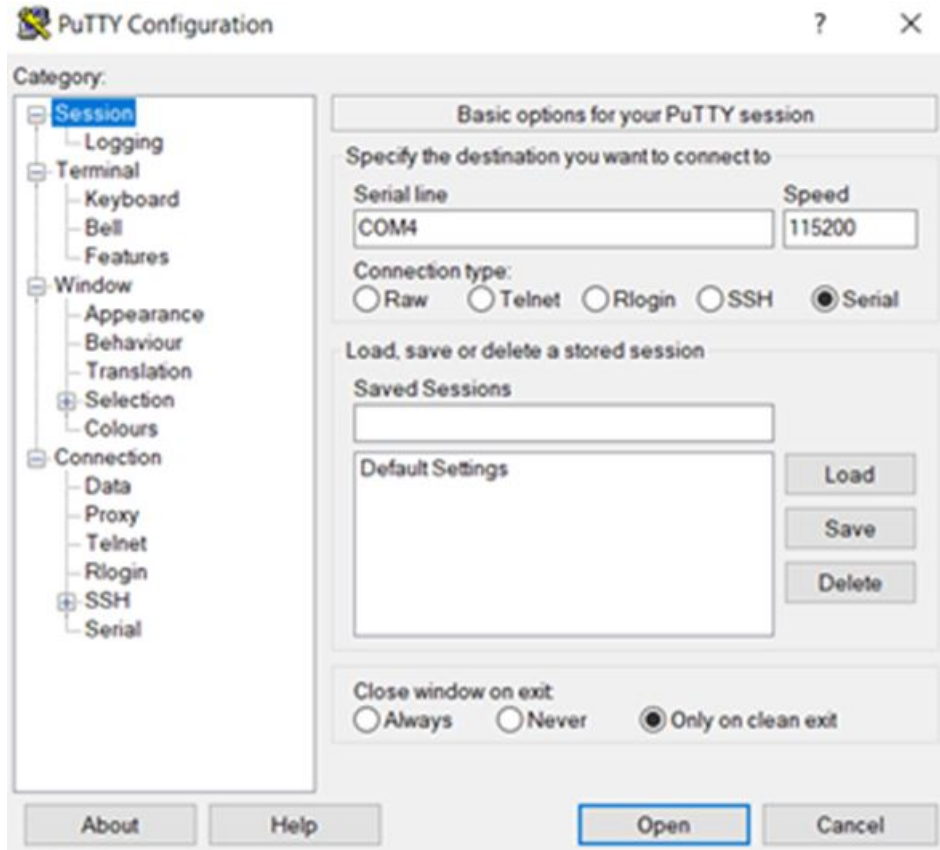 PuTTY Configuration
?
Category:
Session
Logging
Terminal
Keyboard
Bell
Features
Window
Appearance
Behaviour
Translation
Selection
Colours
Connection
Data
Proxy
Telnet
Rlogin
SSH
Serial
Basic options for your PuTTY session
Specify the destination you want to connect to
Serial line Speed
COM4 115200
Connection type:
Raw Telnet Rlogin SSH Serial
Load, save or delete a stored session
Saved Sessions
Default Settings
Load
Save
Delete
Close window on exit:
Always Never Only on clean exit
About Help Open Cancel